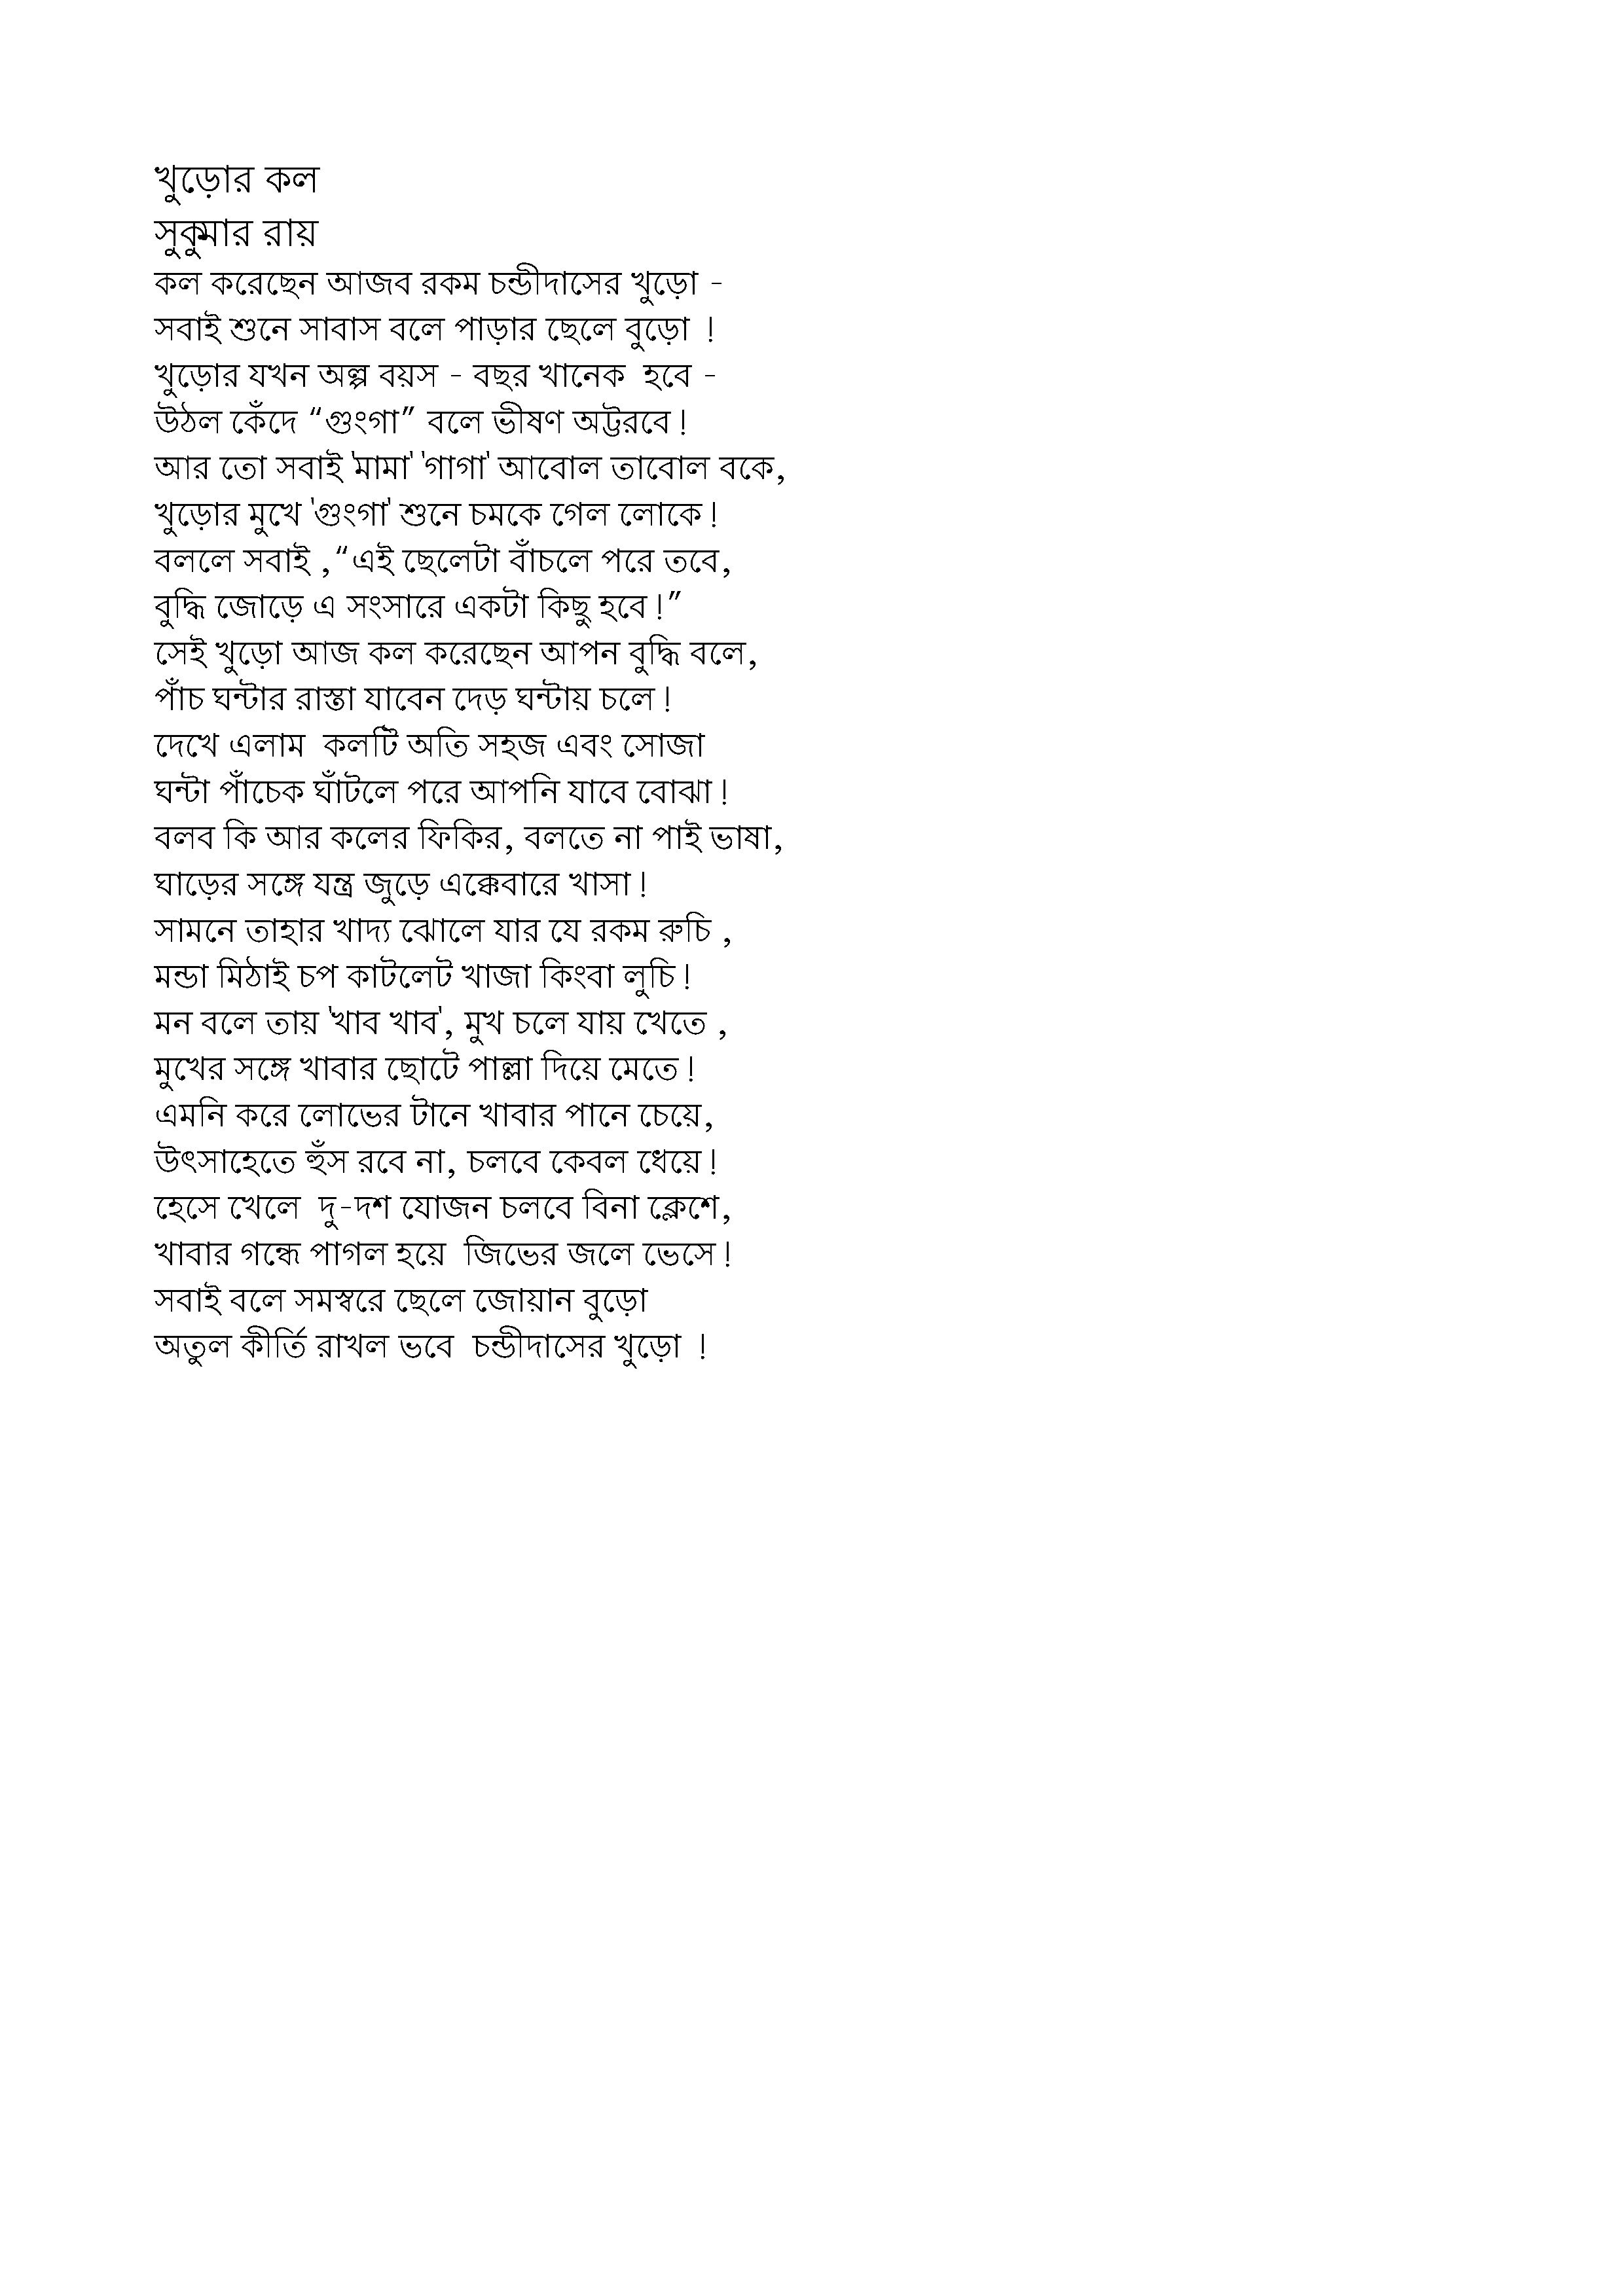 খুড়োর কল
সুকুমার রায়
কল করেছেন আজব রকম চন্ডীদাসের খুড়ো -
সবাই শুনে সাবাস বলে পাড়ার ছেলে বুড়ো !
খুড়োর যখন অল্প বয়স - বছর খানেক হবে -
উঠল কেঁদে “গুংগা” বলে ভীষণ অট্টরবে!
আর তো সবাই 'মামা' 'গাগা' আবোল তাবোল বকে,
খুড়োর মুখে 'গুংগা' শুনে চমকে গেল লোকে!
বললে সবাই ,“এই ছেলেটা বাঁচলে পরে তবে,
বুদ্ধি জোড়ে এ সংসারে একটা কিছু হবে!”
সেই খুড়ো আজ কল করেছেন আপন বুদ্ধি বলে,
পাঁচ ঘন্টার রাস্তা যাবেন দেড় ঘন্টায় চলে!
দেখে এলাম কলটি অতি সহজ এবং সোজা
ঘন্টা পাঁচেক ঘাঁটলে পরে আপনি যাবে বোঝা!
বলব কি আর কলের ফিকির, বলতে না পাই ভাষা,
ঘাড়ের সঙ্গে যন্ত্র জুড়ে এক্কেবারে খাসা!
সামনে তাহার খাদ্য ঝোলে যার যে রকম রুচি ,
মন্ডা মিঠাই চপ কাটলেট খাজা কিংবা লুচি!
মন বলে তায় 'খাব খাব', মুখ চলে যায় খেতে ,
মুখের সঙ্গে খাবার ছোটে পাল্লা দিয়ে মেতে!
এমনি করে লোভের টানে খাবার পানে চেয়ে,
উৎসাহেতে হুঁস রবে না, চলবে কেবল ধেয়ে!
হেসে খেলে দু-দশ যোজন চলবে বিনা ক্লেশে,
খাবার গন্ধে পাগল হয়ে জিভের জলে ভেসে!
সবাই বলে সমস্বরে ছেলে জোয়ান বুড়ো
অতুল কীর্তি রাখল ভবে চন্ডীদাসের খুড়ো !